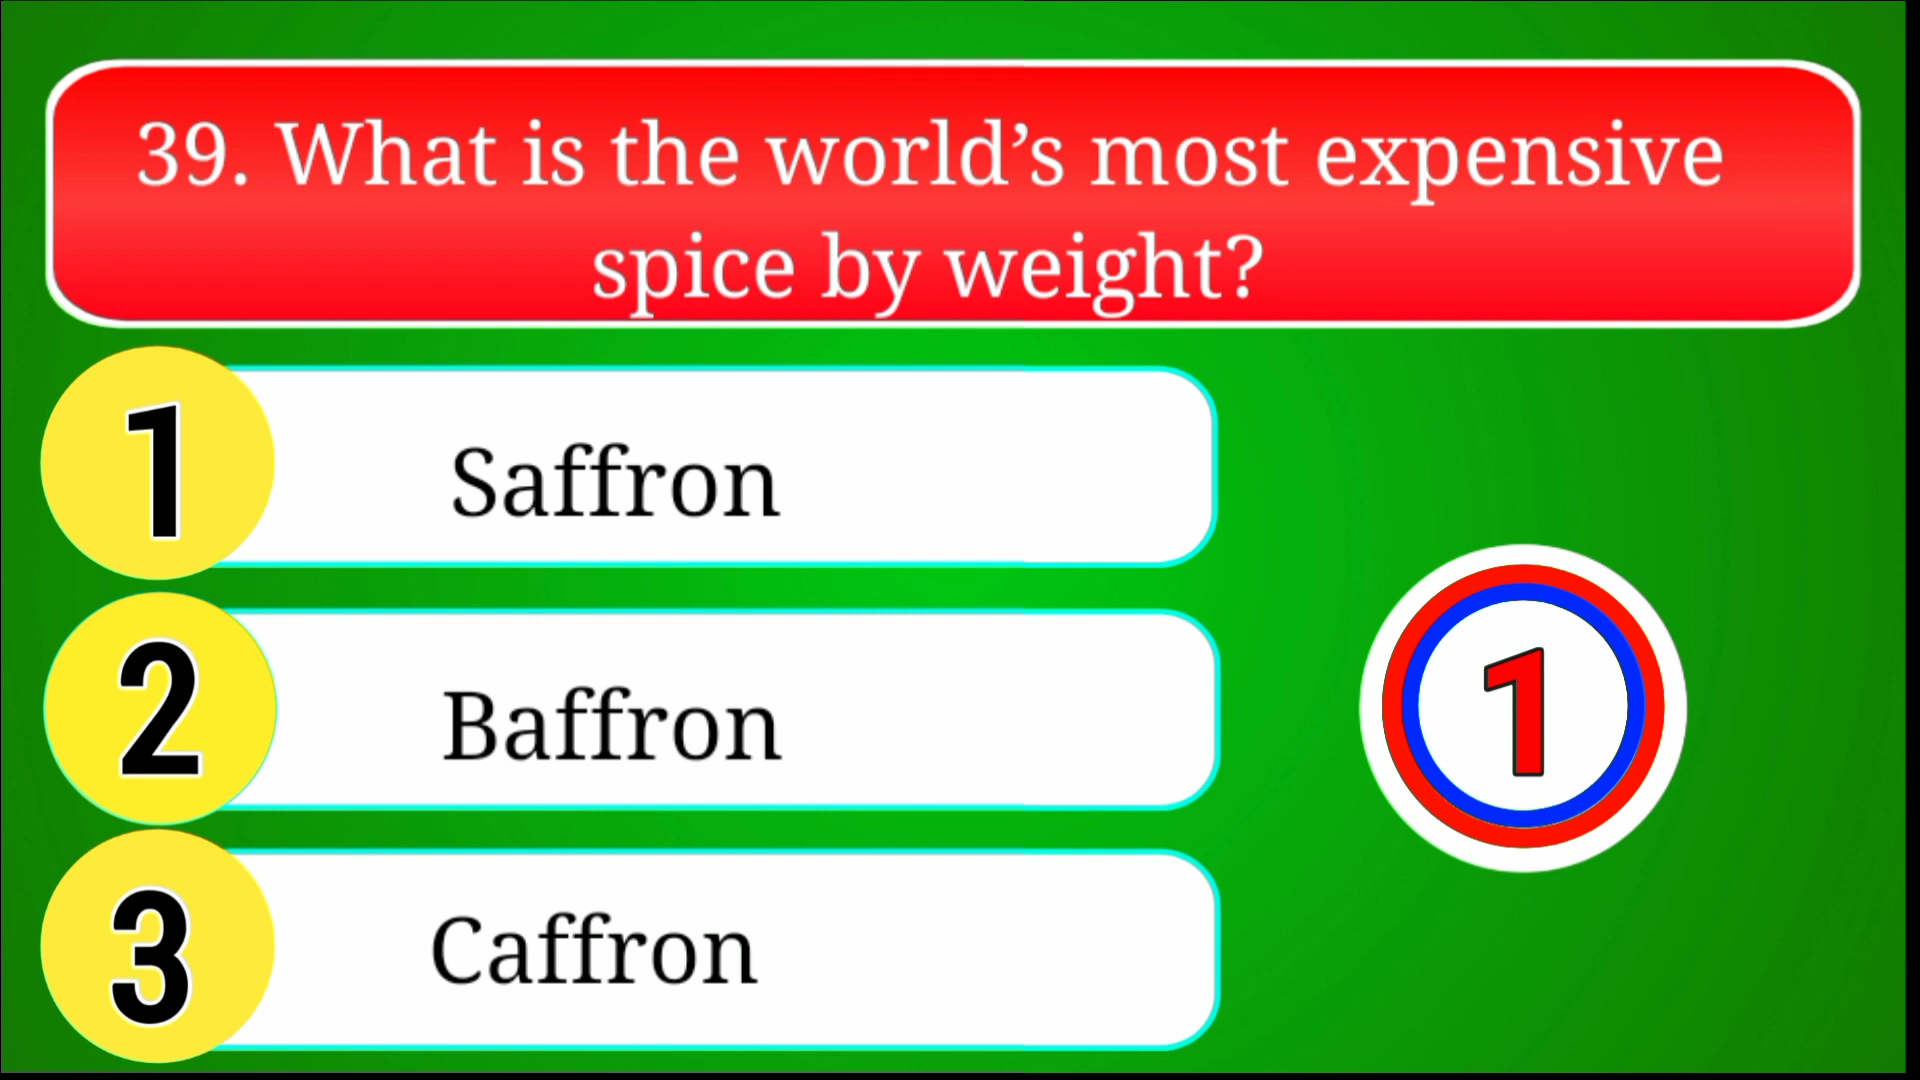 39. What is the world’s most expensive
spice by weight?
1
Saffron
2
Baffron
1
3
Caffron